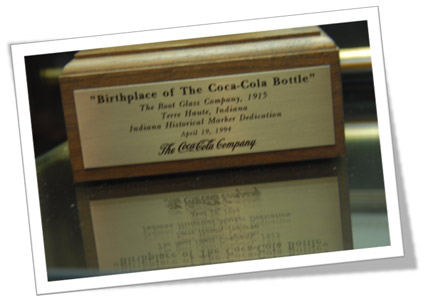 "Birthplace of The Coca-Cola Bottle"
The Root Glass Company, 1915
Terre Haute, Indiana
Indiana Historical Marker Dedication
April 19, 1994
The Coca-Cola Company